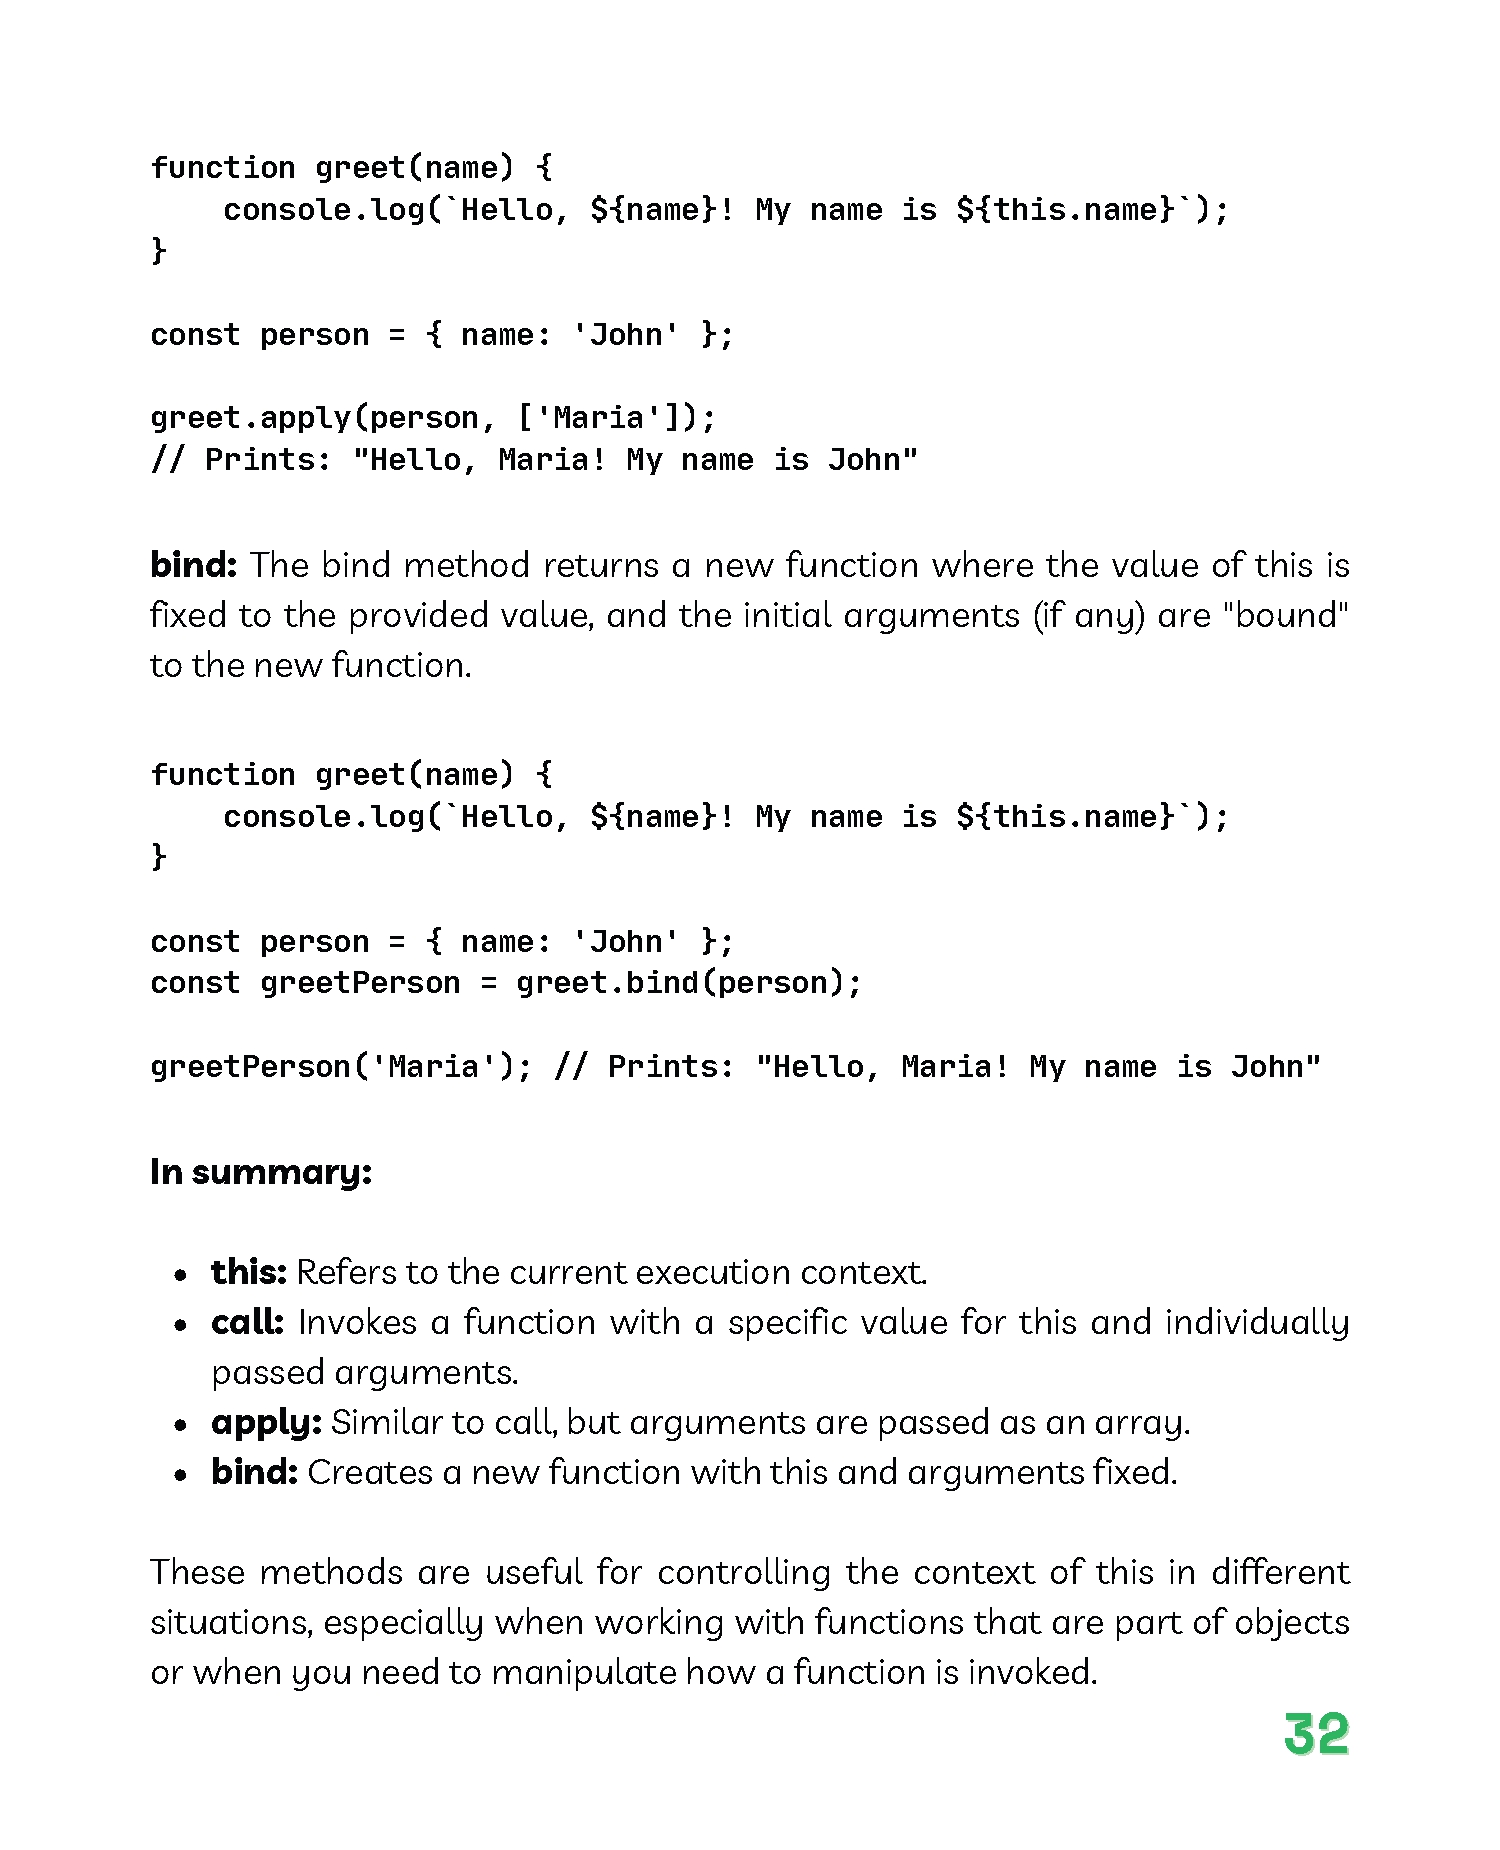 function greet(name) {
    console.log(`Hello, ${name}! My name is ${this.name}`);
}
const person = { name: 'John' };
greet.apply(person, ['Maria']);
// Prints: "Hello, Maria! My name is John"
bind: The bind method returns a new function where the value of this is
fixed to the provided value, and the initial arguments (if any) are "bound"
to the new function.
function greet(name) {
    console.log(`Hello, ${name}! My name is ${this.name}`);
}
const person = { name: 'John' };
const greetPerson = greet.bind(person);
greetPerson('Maria'); // Prints: "Hello, Maria! My name is John"
In summary:
• this: Refers to the current execution context.
• call: Invokes a function with a specific value for this and individually
passed arguments.
• apply: Similar to call, but arguments are passed as an array.
• bind: Creates a new function with this and arguments fixed.
These methods are useful for controlling the context of this in different
situations, especially when working with functions that are part of objects
or when you need to manipulate how a function is invoked.
32